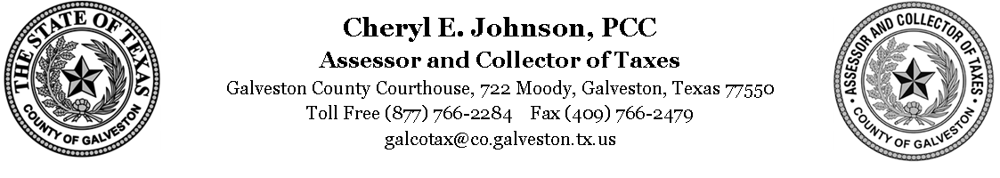 THE STATE OF TEXAS
COUNTY OF GALVESTON
Cheryl E. Johnson, PCC
Assessor and Collector of Taxes
Galveston County Courthouse, 722 Moody, Galveston, Texas 77550
Toll Free (877) 766-2284 Fax (409) 766-2479
galcotax@co.galveston.tx.us
ASSESSOR AND COLLECTOR OF TAXES
COUNTY OF GALVESTON